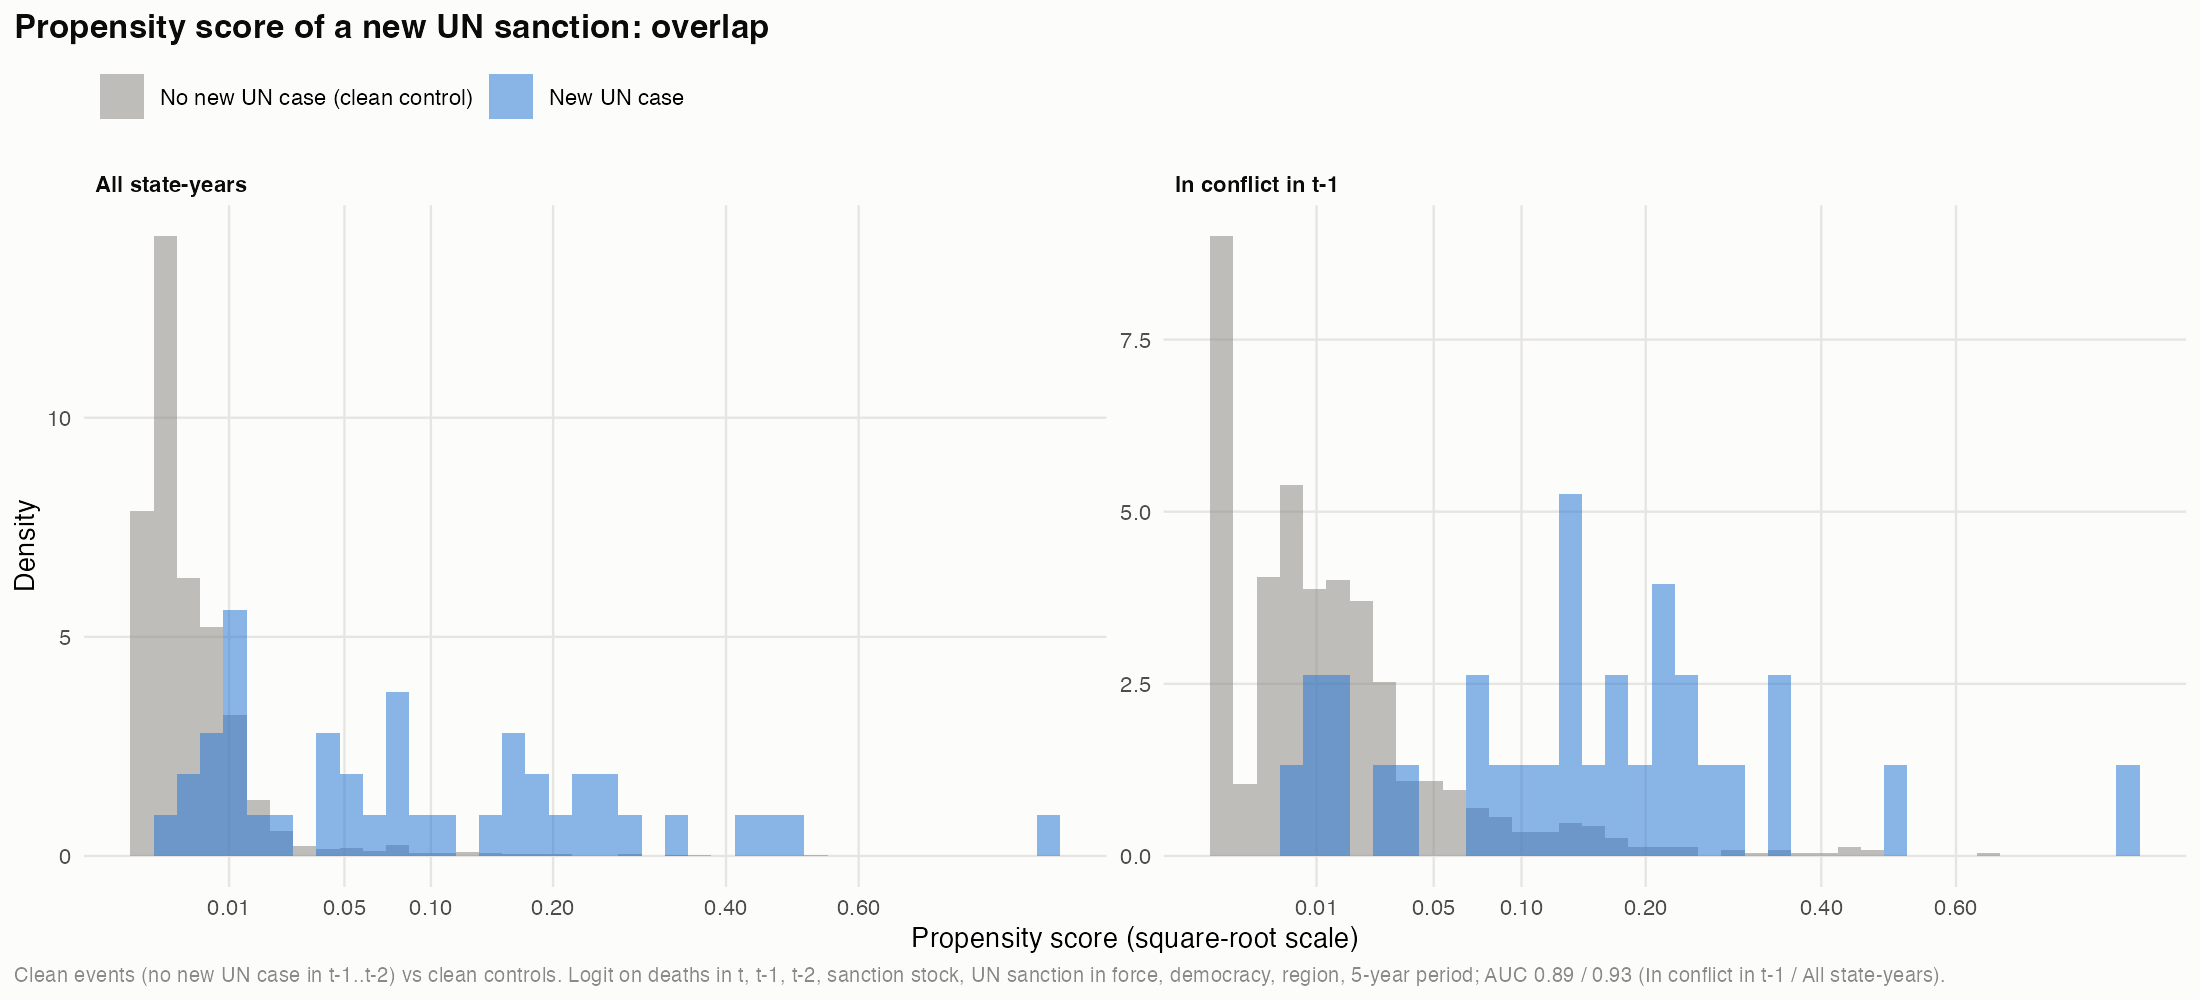 Propensity score of a new UN sanction: overlap
No new UN case (clean control)
New UN case
All state-years
In conflict in t-1
Density
10
5
0
7.5
5.0
2.5
0.0
0.01
0.05
0.10
0.20
0.40
0.60
0.01
0.05
0.10
0.20
0.40
0.60
Propensity score (square-root scale)
Clean events (no new UN case in t-1..t-2) vs clean controls. Logit on deaths in t, t-1, t-2, sanction stock, UN sanction in force, democracy, region, 5-year period; AUC 0.89 / 0.93 (In conflict in t-1 / All state-years).